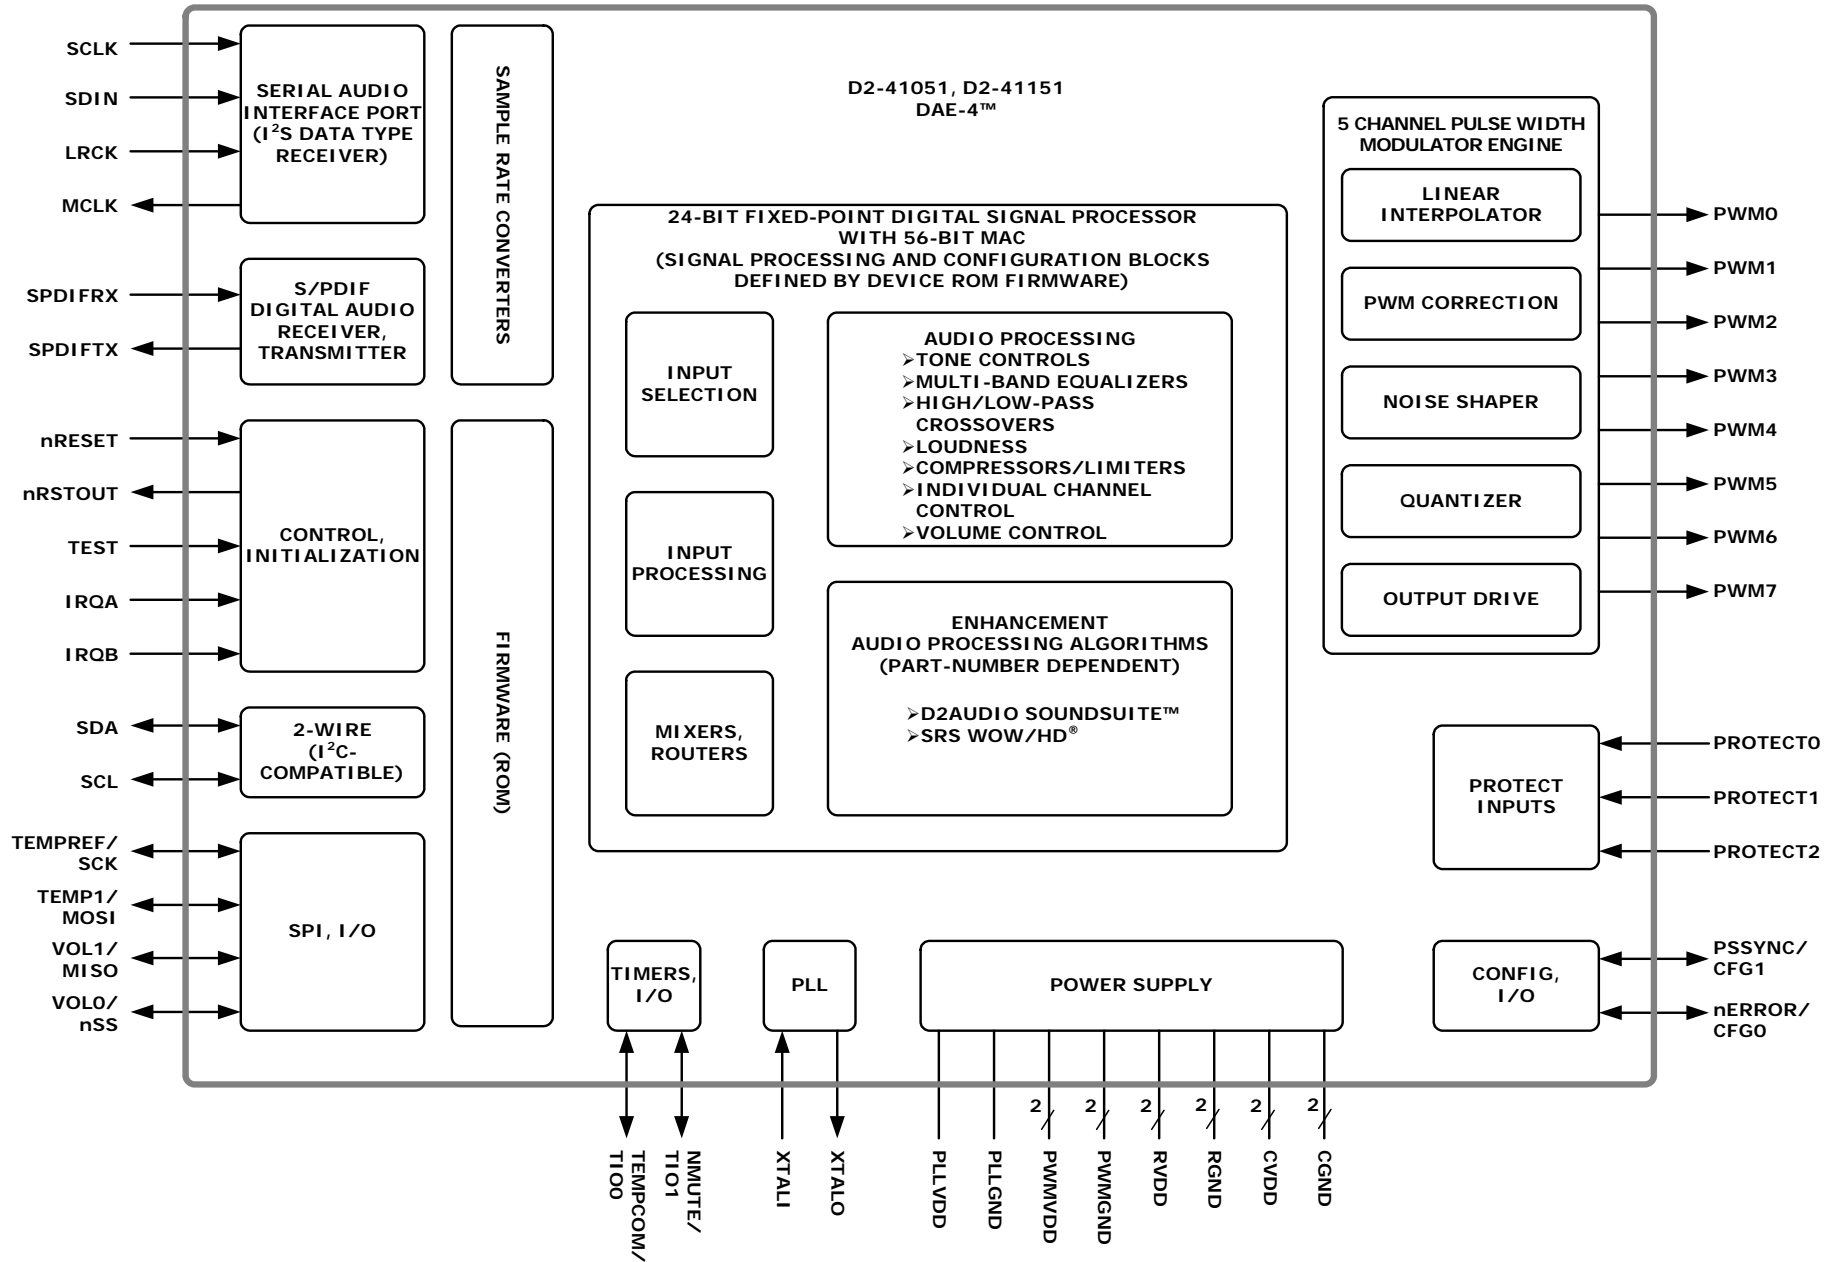 SCLK
SDIN
LRCK
MCLK
SERIAL AUDIO
INTERFACE PORT
(I²S DATA TYPE
RECEIVER)
SPDIFRX
SPDIFTX
S/PDIF
DIGITAL AUDIO
RECEIVER,
TRANSMITTER
SAMPLE RATE CONVERTERS
nRESET
nRSTOUT
TEST
IRQA
IRQB
CONTROL,
INITIALIZATION
SDA
SCL
2-WIRE
(I²C-
COMPATIBLE)
TEMPREF/
SCK
TEMP1/
MOSI
VOL1/
MISO
VOL0/
nSS
SPI, I/O
FIRMWARE (ROM)
D2-41051, D2-41151
DAE-4™
24-BIT FIXED-POINT DIGITAL SIGNAL PROCESSOR
WITH 56-BIT MAC
(SIGNAL PROCESSING AND CONFIGURATION BLOCKS
DEFINED BY DEVICE ROM FIRMWARE)
INPUT
SELECTION
INPUT
PROCESSING
MIXERS,
ROUTERS
AUDIO PROCESSING
➢TONE CONTROLS
➢MULTI-BAND EQUALIZERS
➢HIGH/LOW-PASS
CROSSOVERS
➢LOUDNESS
➢COMPRESSORS/LIMITERS
➢INDIVIDUAL CHANNEL
CONTROL
➢VOLUME CONTROL
ENHANCEMENT
AUDIO PROCESSING ALGORITHMS
(PART-NUMBER DEPENDENT)
➢D2AUDIO SOUNDSUITE™
➢SRS WOW/HD®
5 CHANNEL PULSE WIDTH
MODULATOR ENGINE
LINEAR
INTERPOLATOR
PWM CORRECTION
NOISE SHAPER
QUANTIZER
OUTPUT DRIVE
PWM0
PWM1
PWM2
PWM3
PWM4
PWM5
PWM6
PWM7
PROTECT
INPUTS
PROTECT0
PROTECT1
PROTECT2
CONFIG,
I/O
PSSYNC/
CFG1
nERROR/
CFG0
TIMERS,
I/O
PLL
POWER SUPPLY
2
2
2
2
2
2
TEMPCOM/
TIO0
NMUTE/
TIO1
XTALI
XTALO
PLLVDD
PLLGND
PWMVDD
PWMGND
RVDD
RGND
CVDD
CGND